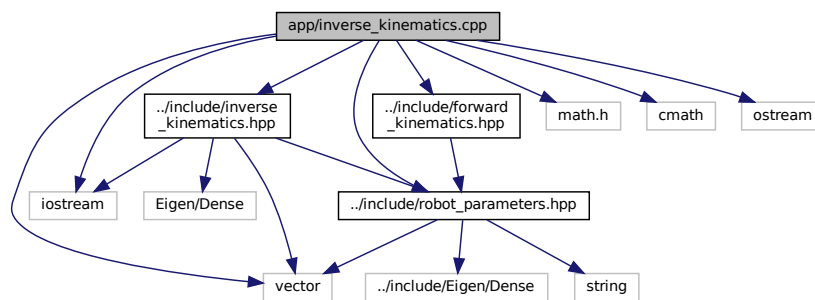 app/inverse_kinematics.cpp
../include/inverse
_kinematics.hpp
../include/forward
_kinematics.hpp
math.h
cmath
ostream
iostream
Eigen/Dense
../include/robot_parameters.hpp
vector
../include/Eigen/Dense
string